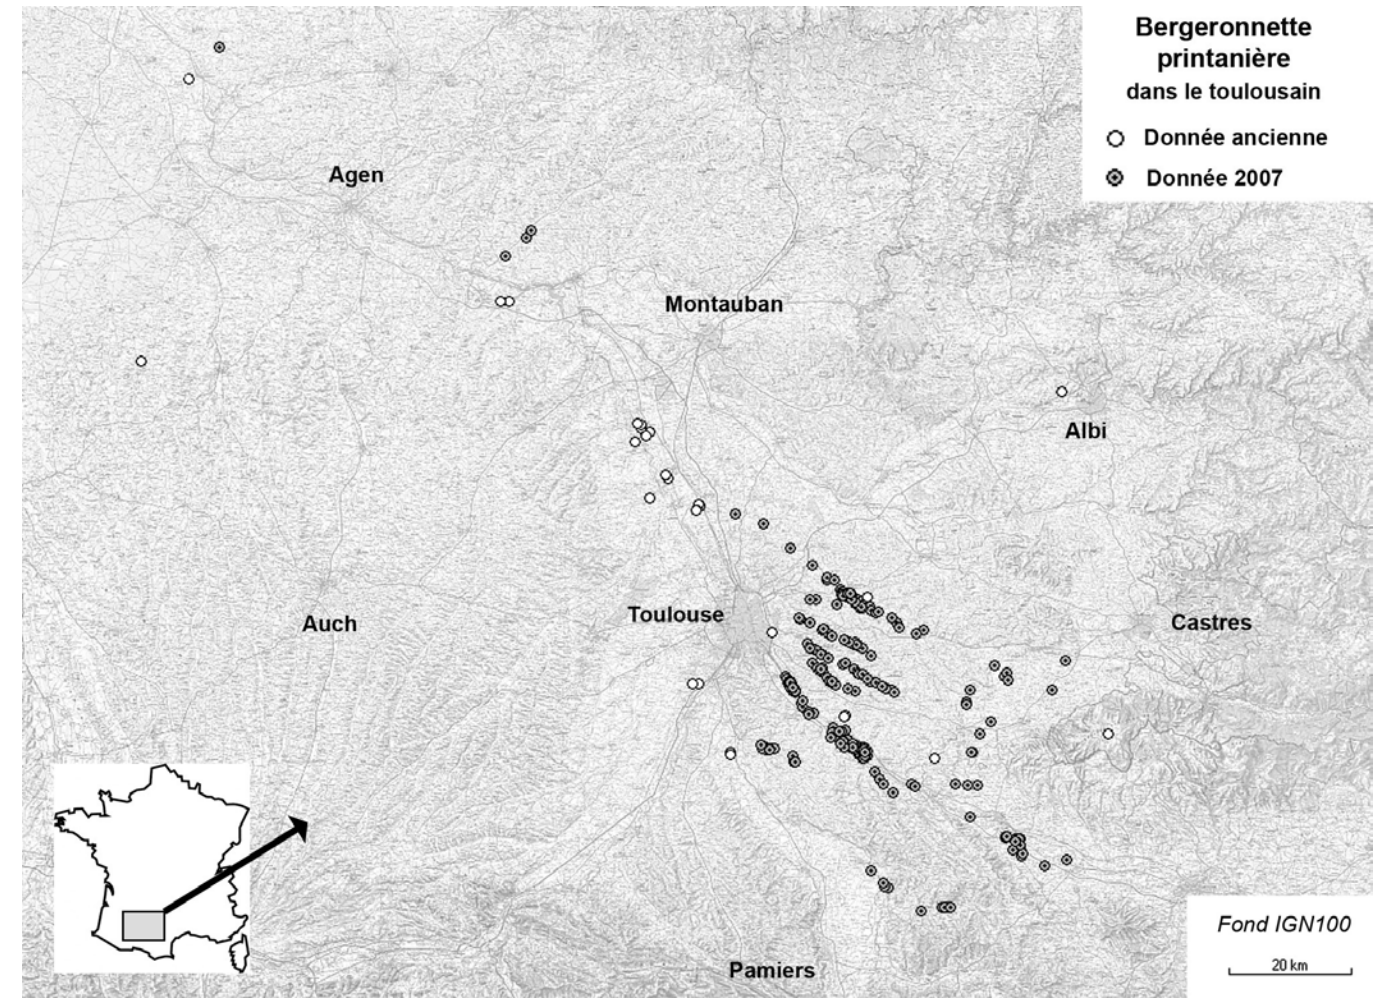 Bergeronnette
printanière
dans le toulousain
Donnée ancienne
Donnée 2007
Agen
Montauban
Albi
Toulouse
Auch
Castres
Pamiers
Fond IGN100
20 km